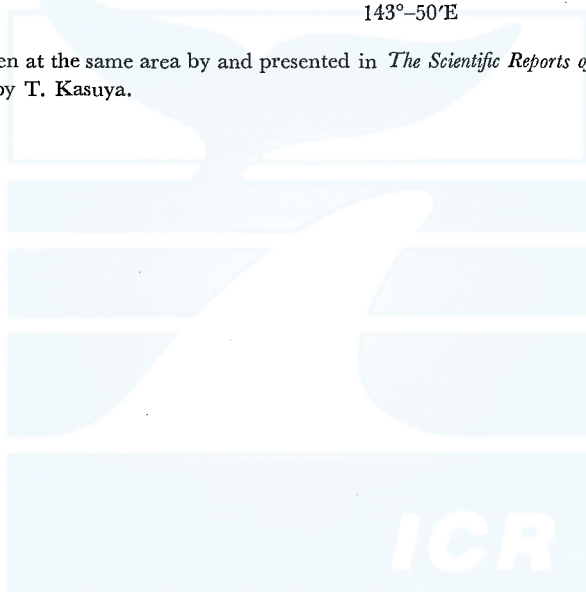 143°–50′E
en at the same area by and presented in The Scientific Reports o
by T. Kasuya.
ICR